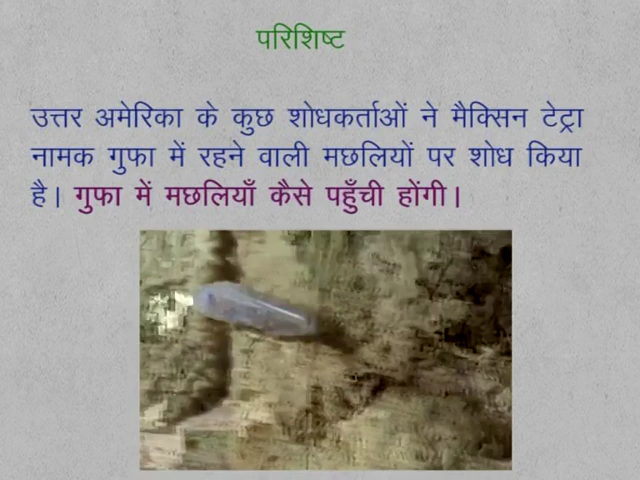 परिशिष्ट
उत्तर अमेरिका के कुछ शोधकर्ताओं ने मैक्सिन टेट्रा
नामक गुफा में रहने वाली मछलियों पर शोध किया
है। गुफा में मछलियाँ कैसे पहुँची होंगी।